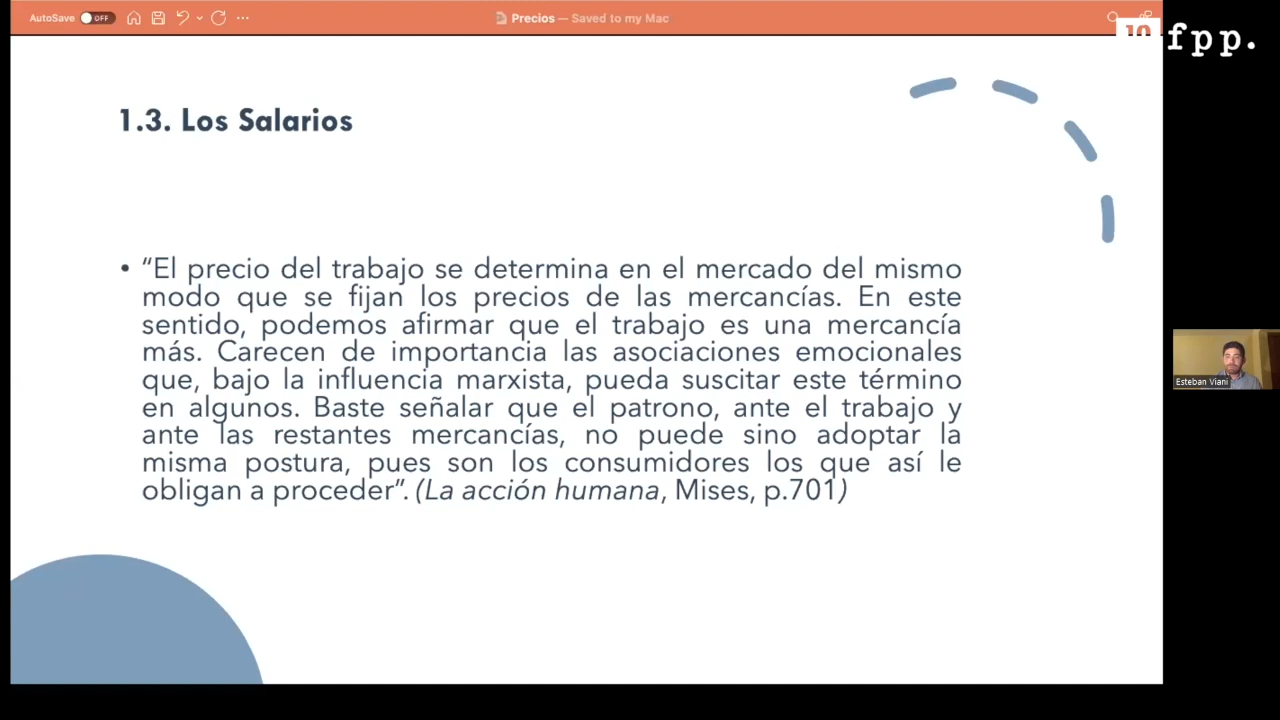 AutoSave OFF
Precios — Saved to my Mac
10
fpp.
1.3. Los Salarios
• “El precio del trabajo se determina en el mercado del mismo
modo que se fijan los precios de las mercancías. En este
sentido, podemos afirmar que el trabajo es una mercancía
más. Carecen de importancia las asociaciones emocionales
que, bajo la influencia marxista, pueda suscitar este término
en algunos. Baste señalar que el patrono, ante el trabajo y
ante las restantes mercancías, no puede sino adoptar la
misma postura, pues son los consumidores los que así le
obligan a proceder”. (La acción humana, Mises, p.701)
Esteban Viani